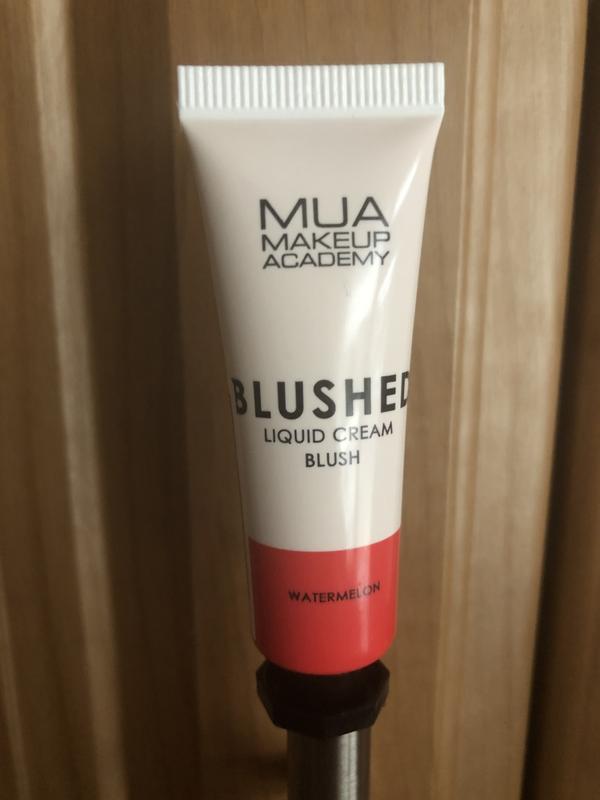 MUA
MAKEUP
ACADEMY
BLUSHED
LIQUID CREAM
BLUSH
WATERMELON